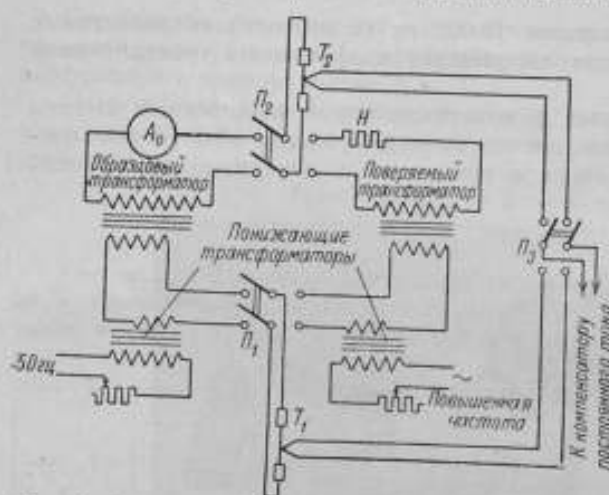 T₂
П₂
A₀
H
Образцовый
трансформатор
Поверяемый
трансформатор
Понижающие
трансформаторы
П₃
П₁
~50гц
~
Повышенная
частота
T₁
К компенсатору
постоянного тока